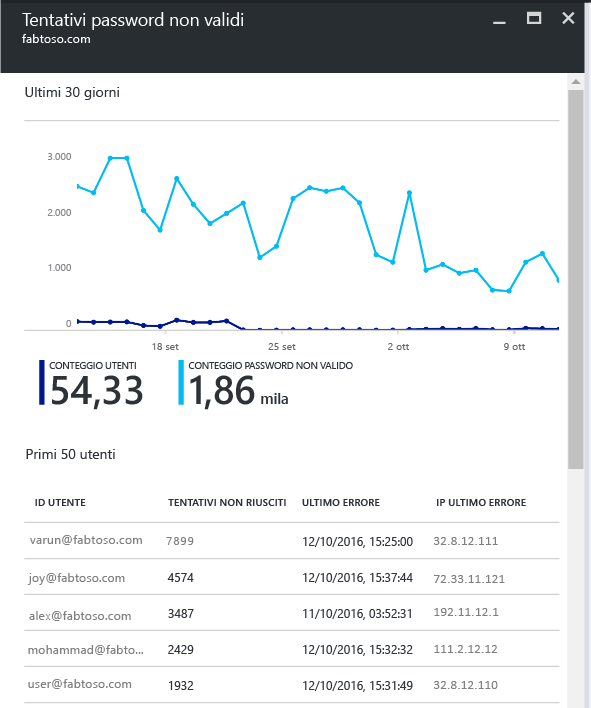 Tentativi password non validi
fabtoso.com
Ultimi 30 giorni
3.000
2.000
1.000
0
18 set 25 set 2 ott 9 ott
CONTEGGIO UTENTI CONTEGGIO PASSWORD NON VALIDO
54,33 1,86 mila
Primi 50 utenti
ID UTENTE TENTATIVI NON RIUSCITI ULTIMO ERRORE IP ULTIMO ERRORE
varun@fabtoso.com 7899 12/10/2016, 15:25:00 32.8.12.111
joy@fabtoso.com 4574 12/10/2016, 15:37:44 72.33.11.121
alex@fabtoso.com 3487 11/10/2016, 03:52:31 192.11.12.1
mohammad@fabto... 2429 12/10/2016, 15:32:32 111.2.12.12
user@fabtoso.com 1932 12/10/2016, 15:31:49 32.8.12.110